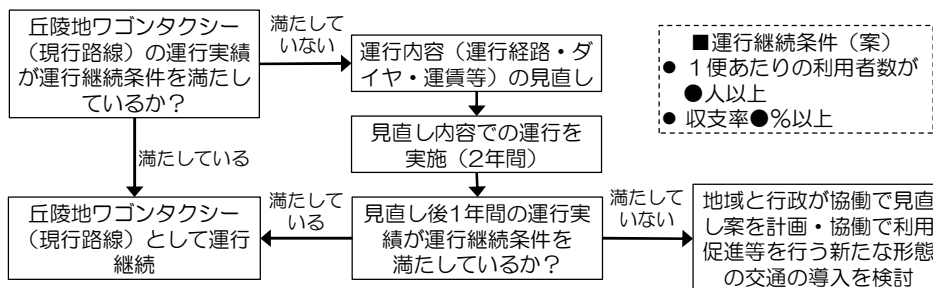 丘陵地ワゴンタクシー
（現行路線）の運行実績
が運行継続条件を満たし
ているか？
満たして
いない
運行内容（運行経路・ダ
イヤ・運賃等）の見直し
■運行継続条件（案）
● １便あたりの利用者数が
●人以上
● 収支率●％以上
満たしている
見直し内容での運行を
実施（2年間）
丘陵地ワゴンタクシー
（現行路線）として運行
継続
満たして
いる
見直し後1年間の運行実
績が運行継続条件を
満たしているか？
満たして
いない
地域と行政が協働で見直
し案を計画・協働で利用
促進等を行う新たな形態
の交通の導入を検討